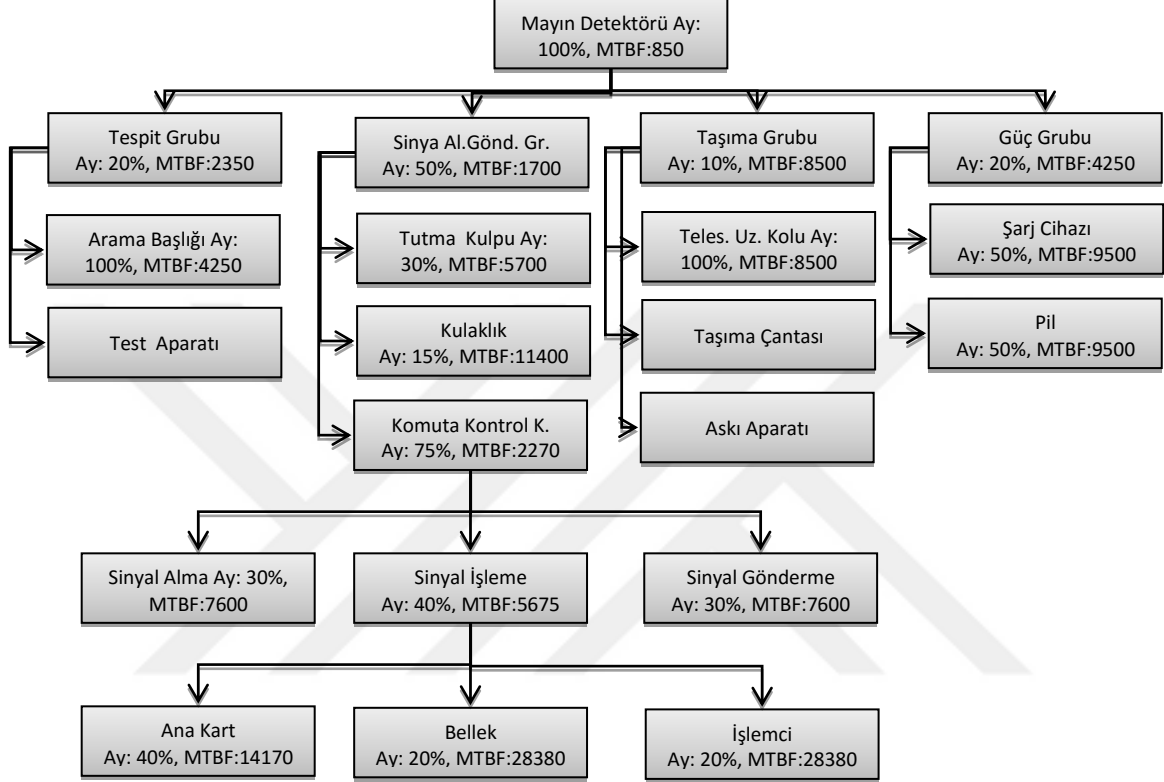 Mayın Detektörü Ay:
100%, MTBF:850
Tespit Grubu
Ay: 20%, MTBF:2350
Sinya Al.Gönd. Gr.
Ay: 50%, MTBF:1700
Taşıma Grubu
Ay: 10%, MTBF:8500
Güç Grubu
Ay: 20%, MTBF:4250
Arama Başlığı Ay:
100%, MTBF:4250
Tutma Kulpu Ay:
30%, MTBF:5700
Teles. Uz. Kolu Ay:
100%, MTBF:8500
Şarj Cihazı
Ay: 50%, MTBF:9500
Test Aparatı
Kulaklık
Ay: 15%, MTBF:11400
Taşıma Çantası
Pil
Ay: 50%, MTBF:9500
Komuta Kontrol K.
Ay: 75%, MTBF:2270
Askı Aparatı
Sinyal Alma Ay: 30%,
MTBF:7600
Sinyal İşleme
Ay: 40%, MTBF:5675
Sinyal Gönderme
Ay: 30%, MTBF:7600
Ana Kart
Ay: 40%, MTBF:14170
Bellek
Ay: 20%, MTBF:28380
İşlemci
Ay: 20%, MTBF:28380